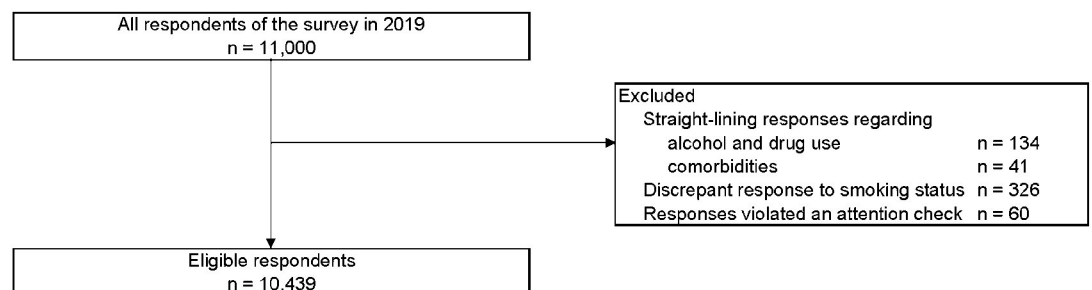 All respondents of the survey in 2019
n = 11,000
Excluded
Straight-lining responses regarding
alcohol and drug use n = 134
comorbidities n = 41
Discrepant response to smoking status n = 326
Responses violated an attention check n = 60
Eligible respondents
n = 10,439